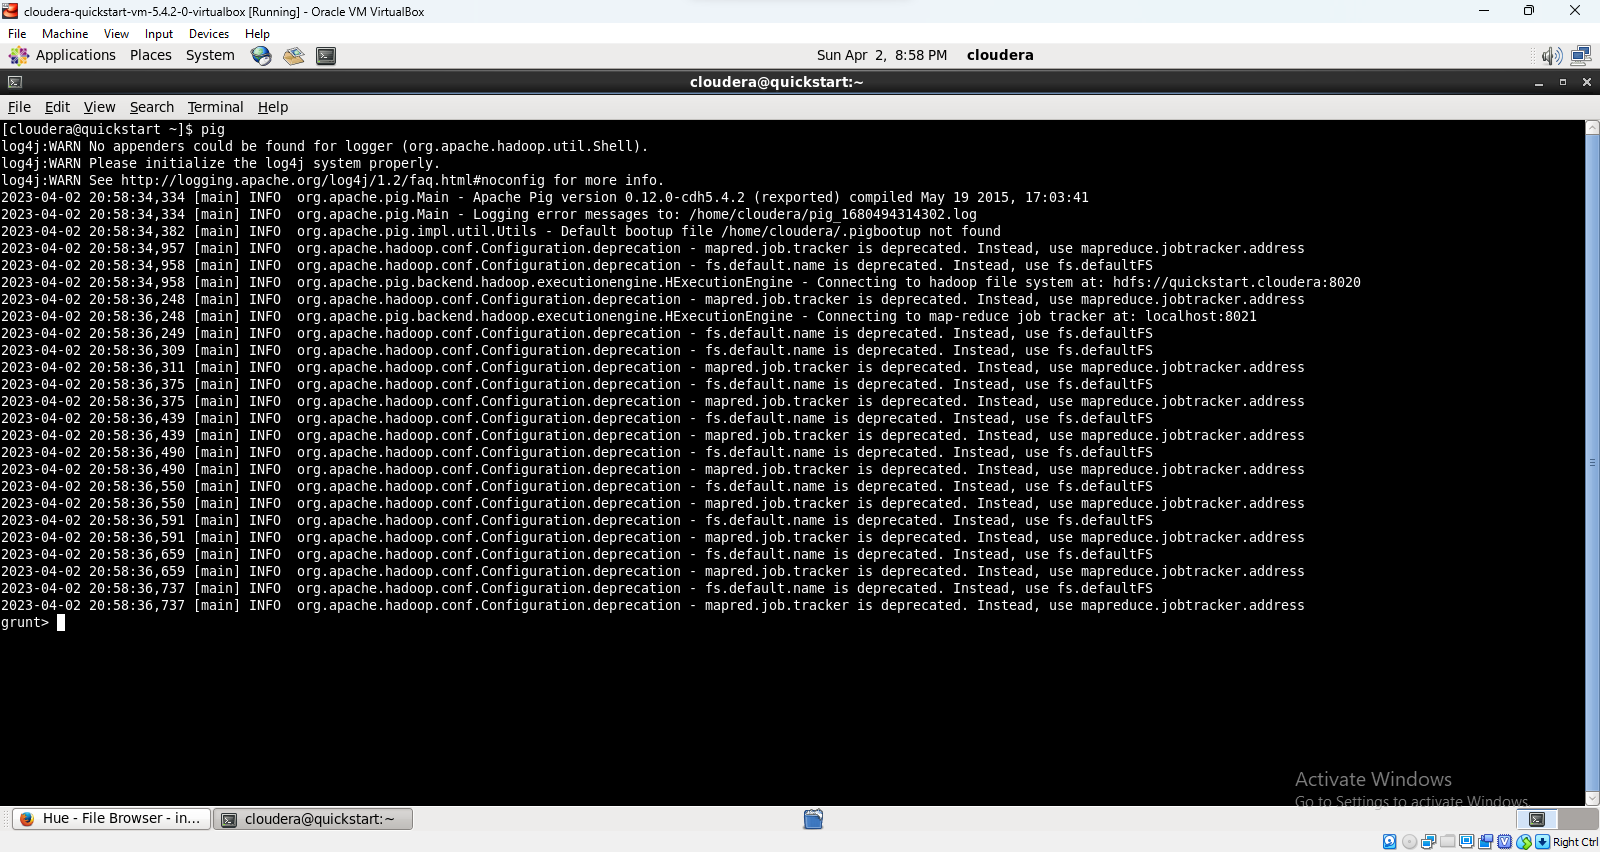 cloudera-quickstart-vm-5.4.2-0-virtualbox [Running] - Oracle VM VirtualBox
File Machine View Input Devices Help
Applications Places System Sun Apr 2, 8:58 PM cloudera
cloudera@quickstart:~
File Edit View Search Terminal Help
[cloudera@quickstart ~]$ pig
log4j:WARN No appenders could be found for logger (org.apache.hadoop.util.Shell).
log4j:WARN Please initialize the log4j system properly.
log4j:WARN See http://logging.apache.org/log4j/1.2/faq.html#noconfig for more info.
2023-04-02 20:58:34,334 [main] INFO  org.apache.pig.Main - Apache Pig version 0.12.0-cdh5.4.2 (rexported) compiled May 19 2015, 17:03:41
2023-04-02 20:58:34,334 [main] INFO  org.apache.pig.Main - Logging error messages to: /home/cloudera/pig_1680494314302.log
2023-04-02 20:58:34,382 [main] INFO  org.apache.pig.impl.util.Utils - Default bootup file /home/cloudera/.pigbootup not found
2023-04-02 20:58:34,957 [main] INFO  org.apache.hadoop.conf.Configuration.deprecation - mapred.job.tracker is deprecated. Instead, use mapreduce.jobtracker.address
2023-04-02 20:58:34,958 [main] INFO  org.apache.hadoop.conf.Configuration.deprecation - fs.default.name is deprecated. Instead, use fs.defaultFS
2023-04-02 20:58:34,958 [main] INFO  org.apache.pig.backend.hadoop.executionengine.HExecutionEngine - Connecting to hadoop file system at: hdfs://quickstart.cloudera:8020
2023-04-02 20:58:36,248 [main] INFO  org.apache.hadoop.conf.Configuration.deprecation - mapred.job.tracker is deprecated. Instead, use mapreduce.jobtracker.address
2023-04-02 20:58:36,248 [main] INFO  org.apache.pig.backend.hadoop.executionengine.HExecutionEngine - Connecting to map-reduce job tracker at: localhost:8021
2023-04-02 20:58:36,249 [main] INFO  org.apache.hadoop.conf.Configuration.deprecation - fs.default.name is deprecated. Instead, use fs.defaultFS
2023-04-02 20:58:36,309 [main] INFO  org.apache.hadoop.conf.Configuration.deprecation - fs.default.name is deprecated. Instead, use fs.defaultFS
2023-04-02 20:58:36,311 [main] INFO  org.apache.hadoop.conf.Configuration.deprecation - mapred.job.tracker is deprecated. Instead, use mapreduce.jobtracker.address
2023-04-02 20:58:36,375 [main] INFO  org.apache.hadoop.conf.Configuration.deprecation - fs.default.name is deprecated. Instead, use fs.defaultFS
2023-04-02 20:58:36,375 [main] INFO  org.apache.hadoop.conf.Configuration.deprecation - mapred.job.tracker is deprecated. Instead, use mapreduce.jobtracker.address
2023-04-02 20:58:36,439 [main] INFO  org.apache.hadoop.conf.Configuration.deprecation - fs.default.name is deprecated. Instead, use fs.defaultFS
2023-04-02 20:58:36,439 [main] INFO  org.apache.hadoop.conf.Configuration.deprecation - mapred.job.tracker is deprecated. Instead, use mapreduce.jobtracker.address
2023-04-02 20:58:36,490 [main] INFO  org.apache.hadoop.conf.Configuration.deprecation - fs.default.name is deprecated. Instead, use fs.defaultFS
2023-04-02 20:58:36,490 [main] INFO  org.apache.hadoop.conf.Configuration.deprecation - mapred.job.tracker is deprecated. Instead, use mapreduce.jobtracker.address
2023-04-02 20:58:36,550 [main] INFO  org.apache.hadoop.conf.Configuration.deprecation - fs.default.name is deprecated. Instead, use fs.defaultFS
2023-04-02 20:58:36,550 [main] INFO  org.apache.hadoop.conf.Configuration.deprecation - mapred.job.tracker is deprecated. Instead, use mapreduce.jobtracker.address
2023-04-02 20:58:36,591 [main] INFO  org.apache.hadoop.conf.Configuration.deprecation - fs.default.name is deprecated. Instead, use fs.defaultFS
2023-04-02 20:58:36,591 [main] INFO  org.apache.hadoop.conf.Configuration.deprecation - mapred.job.tracker is deprecated. Instead, use mapreduce.jobtracker.address
2023-04-02 20:58:36,659 [main] INFO  org.apache.hadoop.conf.Configuration.deprecation - fs.default.name is deprecated. Instead, use fs.defaultFS
2023-04-02 20:58:36,659 [main] INFO  org.apache.hadoop.conf.Configuration.deprecation - mapred.job.tracker is deprecated. Instead, use mapreduce.jobtracker.address
2023-04-02 20:58:36,737 [main] INFO  org.apache.hadoop.conf.Configuration.deprecation - fs.default.name is deprecated. Instead, use fs.defaultFS
2023-04-02 20:58:36,737 [main] INFO  org.apache.hadoop.conf.Configuration.deprecation - mapred.job.tracker is deprecated. Instead, use mapreduce.jobtracker.address
grunt>
Activate Windows
Go to Settings to activate Windows.
Hue - File Browser - in... cloudera@quickstart:~
Right Ctrl